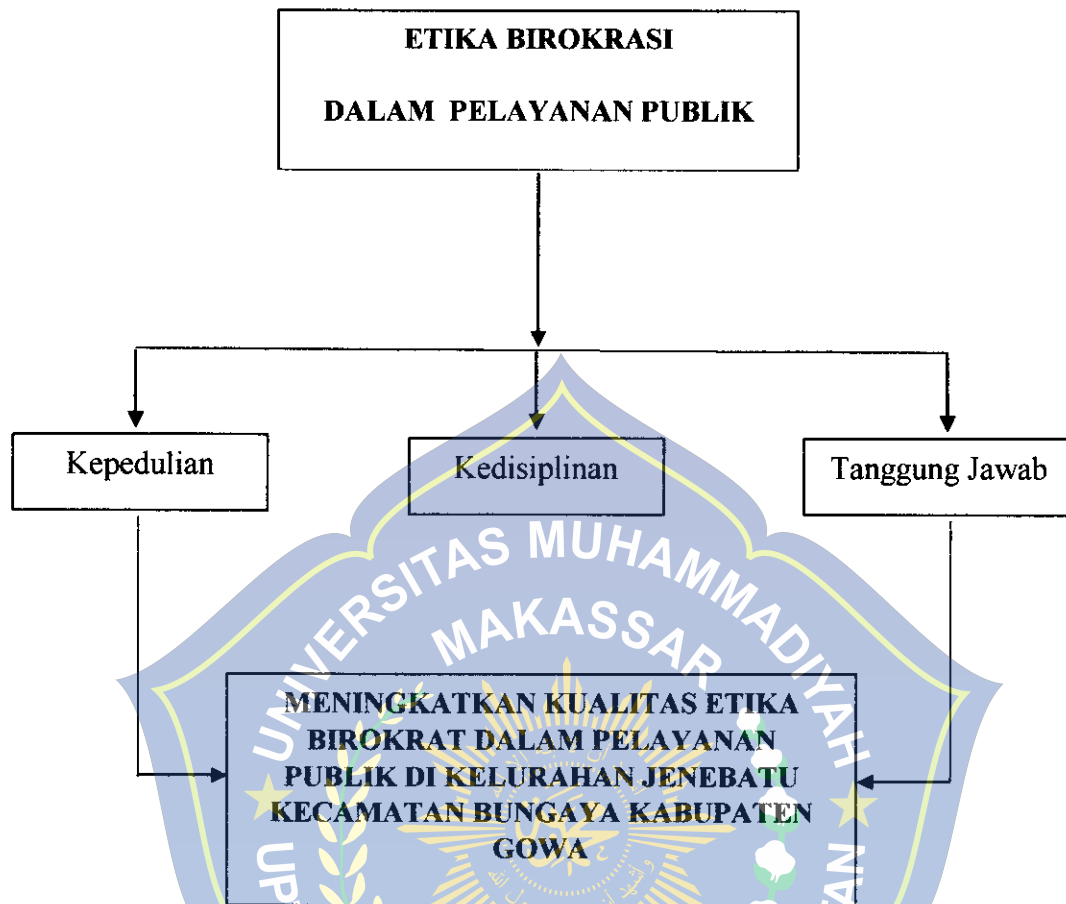 ETIKA BIROKRASI
DALAM PELAYANAN PUBLIK
Kepedulian
Kedisiplinan
Tanggung Jawab
UNIVERSITAS MUHAMMADIYAH
MAKASSAR
MENINGKATKAN KUALITAS ETIKA
BIROKRAT DALAM PELAYANAN
PUBLIK DI KELURAHAN JENEBATU
KECAMATAN BUNGAYA KABUPATEN
GOWA